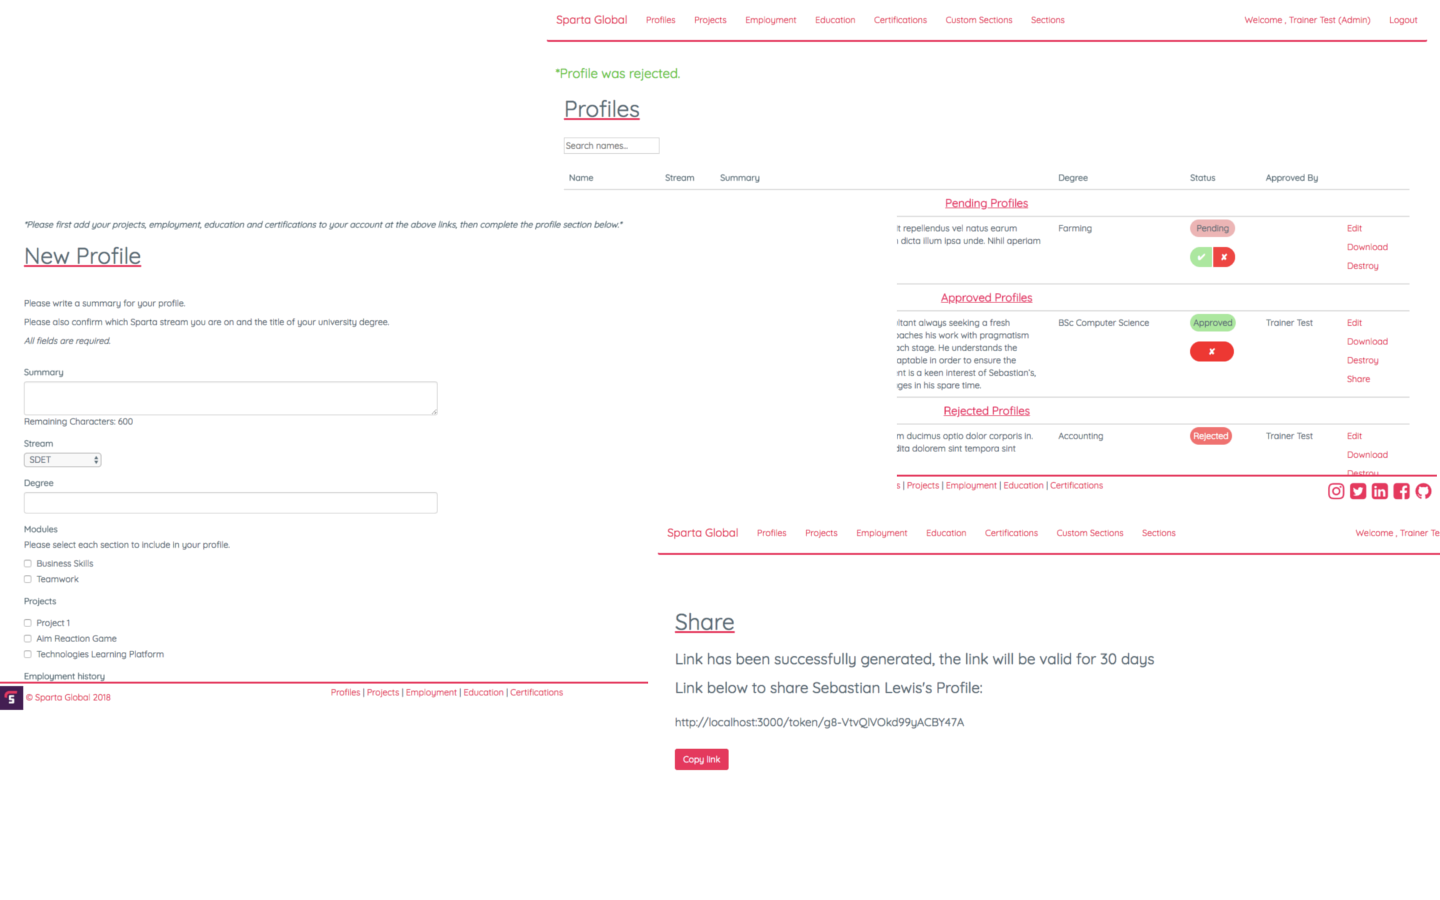 Sparta Global Profiles Projects Employment Education Certifications Custom Sections Sections Welcome , Trainer Test (Admin) Logout
*Profile was rejected.
Profiles
Search names...
Name Stream Summary Degree Status Approved By
Pending Profiles
repellendus vel natus earum Farming Pending Edit
dicta illum ipsa unde. Nihil aperiam
✔ ✘ Download
Destroy
Approved Profiles
always seeking a fresh BSc Computer Science Approved Trainer Test Edit
his work with pragmatism
stage. He understands the ✘ Download
in order to ensure the Destroy
is a keen interest of Sebastian's, Share
in his spare time.
Rejected Profiles
ducimus optio dolor corporis in. Accounting Rejected Trainer Test Edit
dolorem sint tempora sint Download
Destroy
| Projects | Employment | Education | Certifications
*Please first add your projects, employment, education and certifications to your account at the above links, then complete the profile section below.*
New Profile
Please write a summary for your profile.
Please also confirm which Sparta stream you are on and the title of your university degree.
All fields are required.
Summary
Remaining Characters: 600
Stream
SDET
Degree
Modules
Please select each section to include in your profile.
Business Skills
Teamwork
Projects
Project 1
Aim Reaction Game
Technologies Learning Platform
Employment history
© Sparta Global 2018 Profiles | Projects | Employment | Education | Certifications
Sparta Global Profiles Projects Employment Education Certifications Custom Sections Sections Welcome , Trainer Te
Share
Link has been successfully generated, the link will be valid for 30 days
Link below to share Sebastian Lewis's Profile:
http://localhost:3000/token/g8-VtvQlVOkd99yACBY47A
Copy link